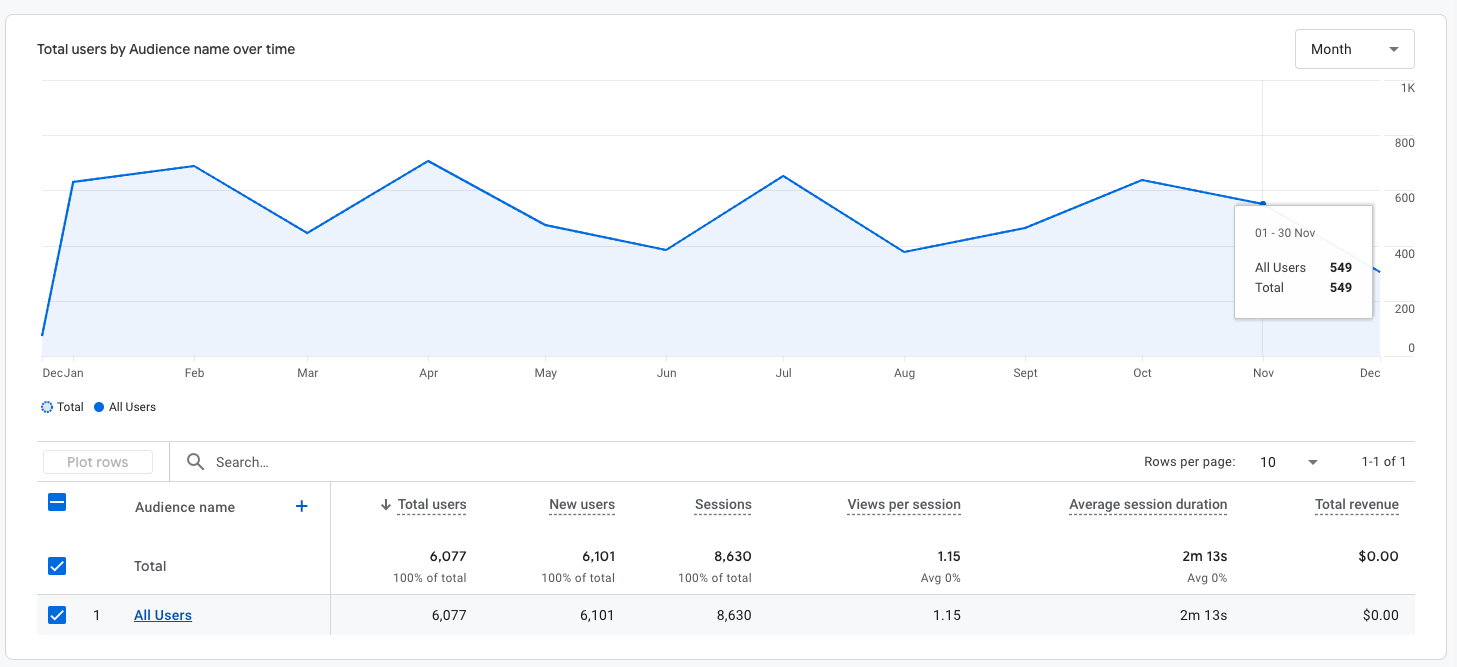 Total users by Audience name over time
Month
1K
800
600
400
200
0
01 - 30 Nov
All Users 549
Total 549
Dec Jan Feb Mar Apr May Jun Jul Aug Sept Oct Nov Dec
Total All Users
Plot rows Search… Rows per page: 10 1-1 of 1
Audience name + ↓ Total users New users Sessions Views per session Average session duration Total revenue
Total 6,077 6,101 8,630 1.15 2m 13s $0.00
100% of total 100% of total 100% of total Avg 0% Avg 0%
1 All Users 6,077 6,101 8,630 1.15 2m 13s $0.00